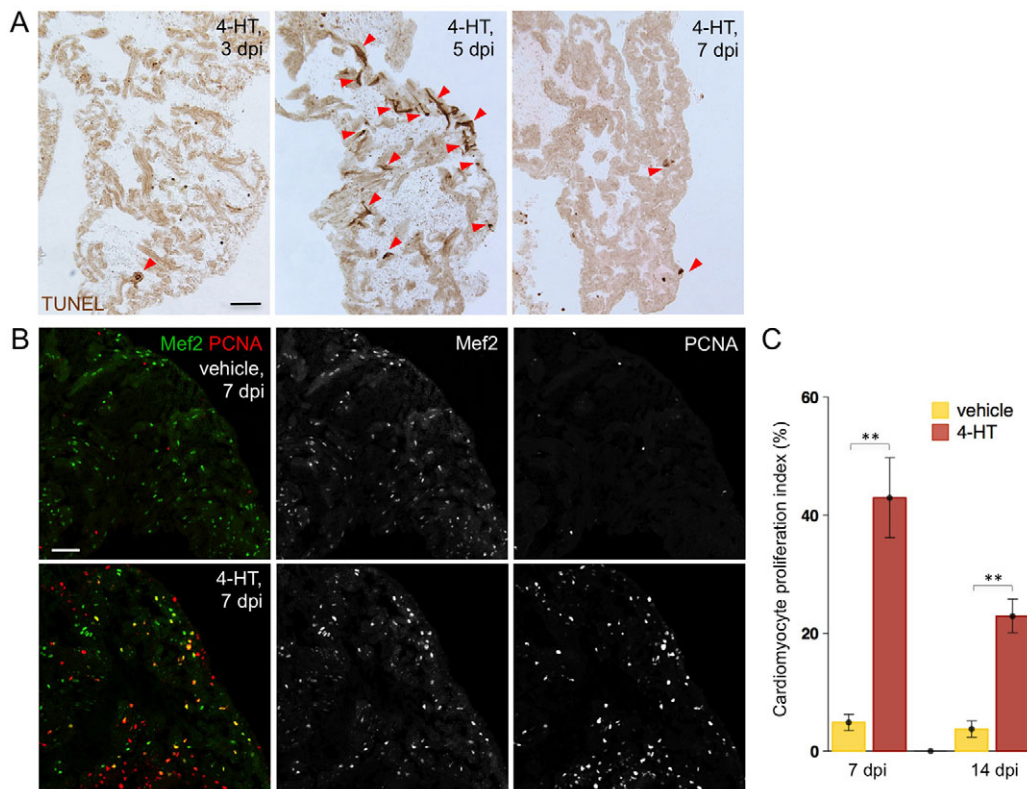 A
4-HT,
3 dpi
4-HT,
5 dpi
4-HT,
7 dpi
TUNEL
B
Mef2 PCNA
vehicle,
7 dpi
Mef2
PCNA
4-HT,
7 dpi
C
Cardiomyocyte proliferation index (%)
60
40
20
0
vehicle
4-HT
**
**
7 dpi
14 dpi